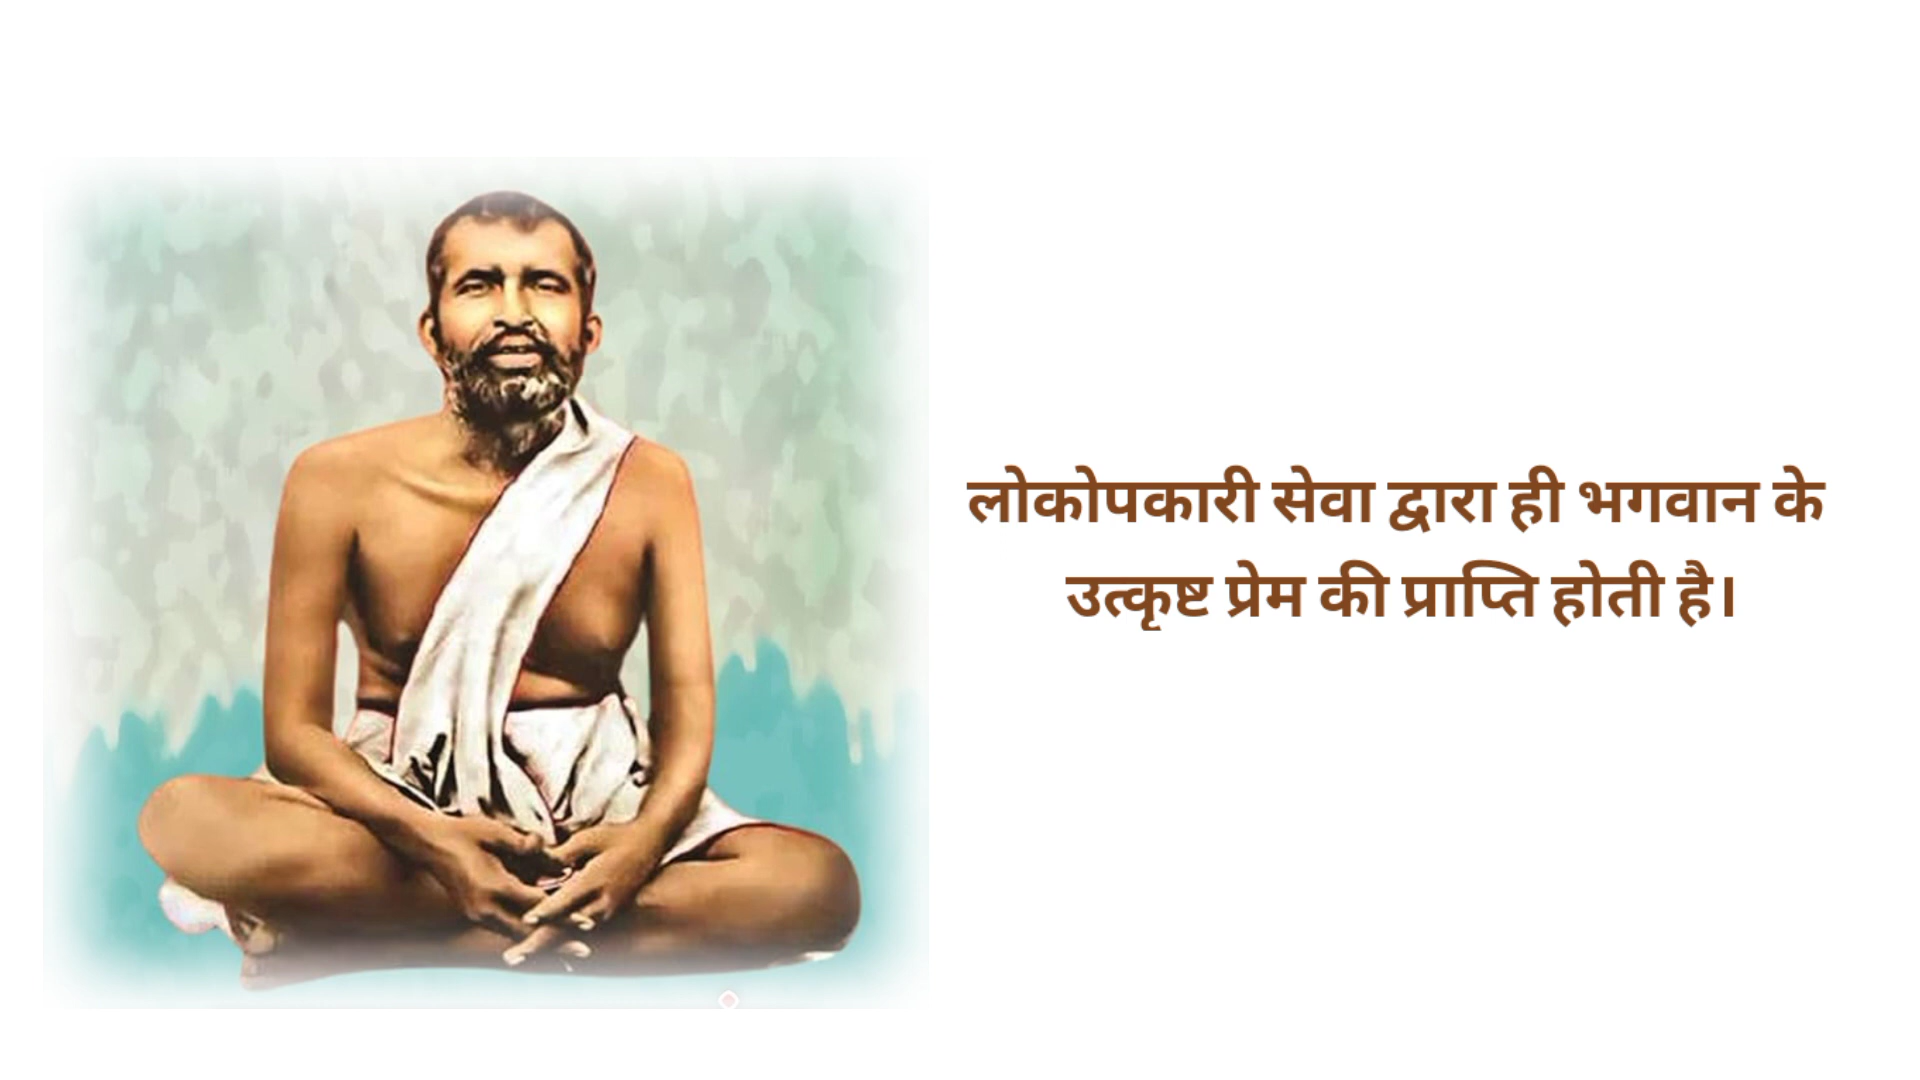 लोकोपकारी सेवा द्वारा ही भगवान के
उत्कृष्ट प्रेम की प्राप्ति होती है।